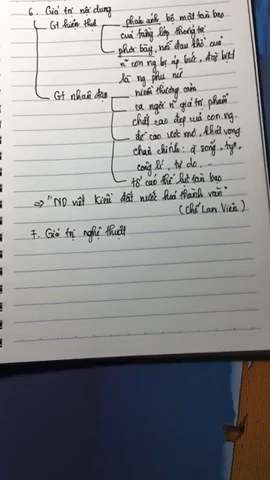 6. Giá trị nội dung
GT hiện thực
phản ánh bộ mặt tàn bạo
của tầng lớp thống trị
phơi bày nỗi đau khổ của
n~ con ng bị áp bức, đặc biệt
là ng phụ nữ
GT nhân đạo
niềm thương cảm
ca ngợi n~ giá trị phẩm
chất cao đẹp của con ng
đề cao ước mơ, khát vọng
chân chính: q' sống, tyê,
công lí, tự do,..
tố cáo thế lực tàn bạo
=> "ND viết Kiều đất nước hoá thành văn"
(Chế Lan Viên)
7. Giá trị nghệ thuật